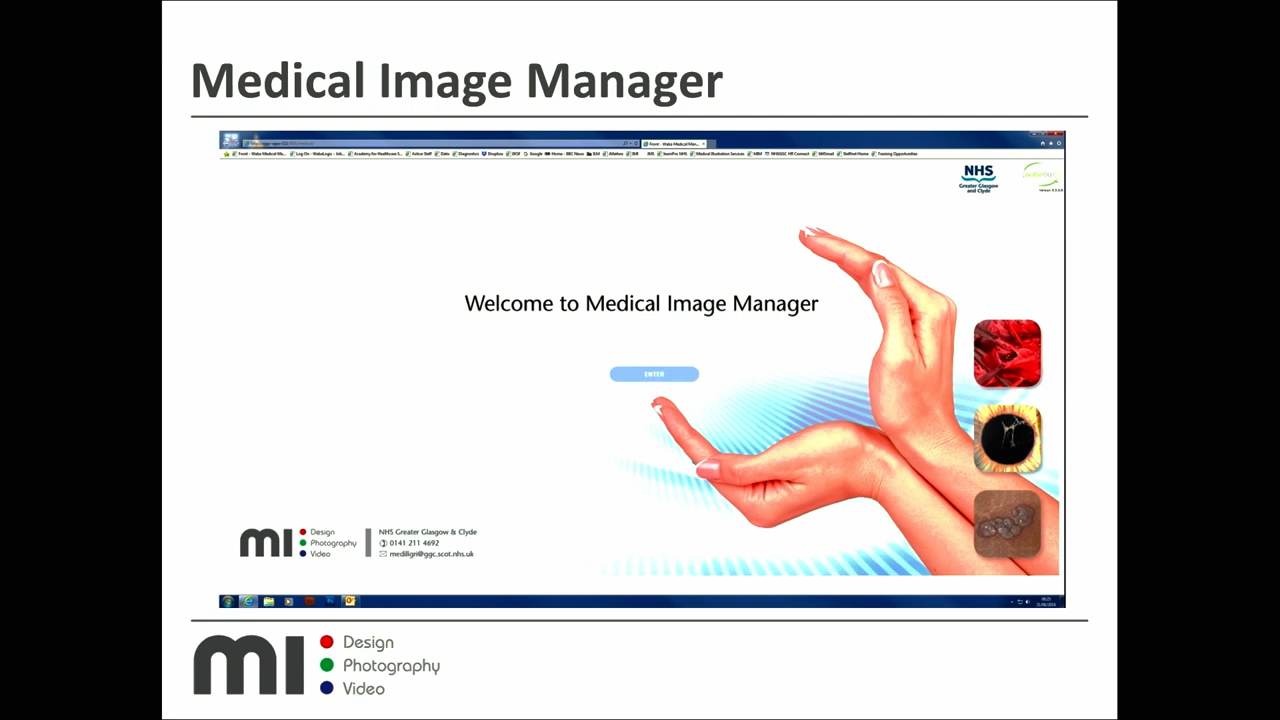 Medical Image Manager
NHS
Greater Glasgow
and Clyde
Welcome to Medical Image Manager
ENTER
mi
Design
Photography
Video
NHS Greater Glasgow & Clyde
0141 211 4692
medillgri@ggc.scot.nhs.uk
mi
Design
Photography
Video